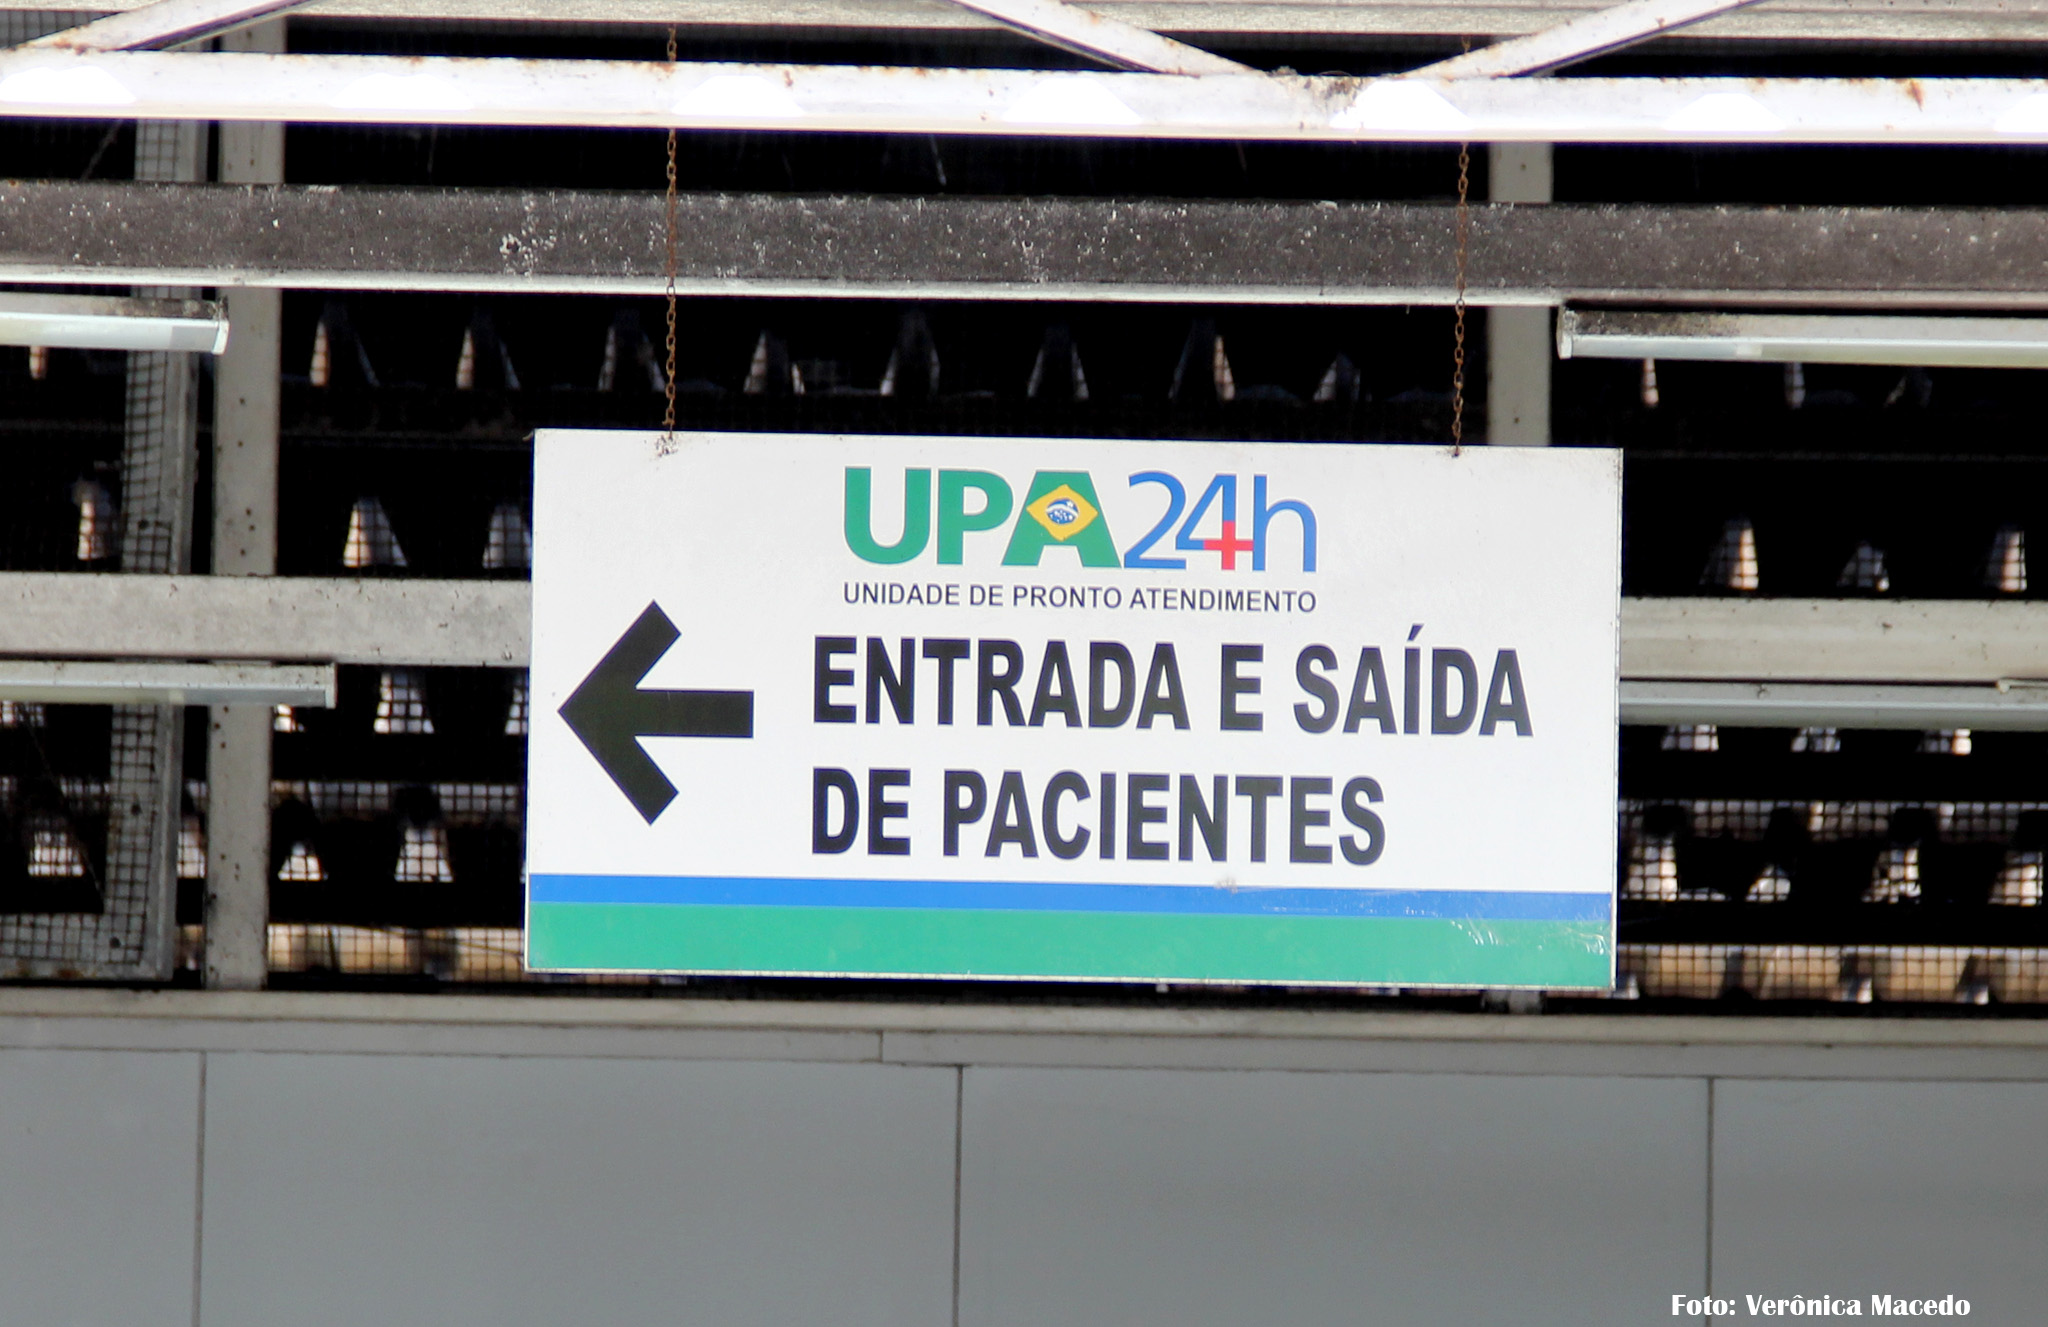 UPA24h
UNIDADE DE PRONTO ATENDIMENTO
ENTRADA E SAÍDA
DE PACIENTES
Foto: Verônica Macedo